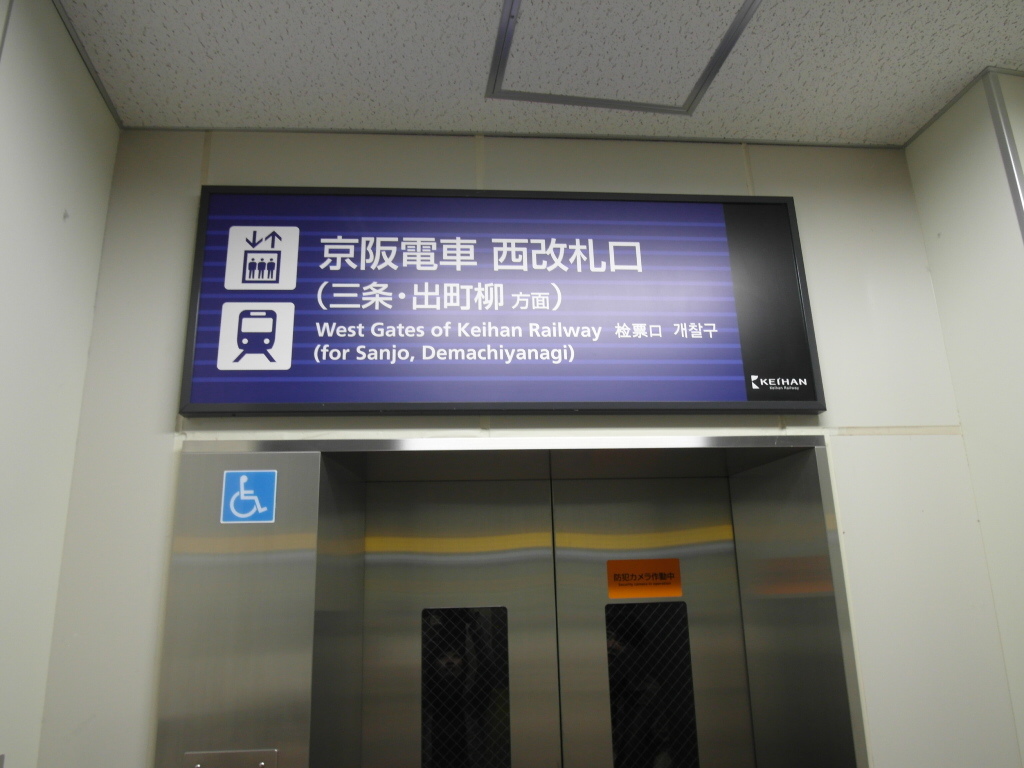 京阪電車 西改札口
(三条・出町柳 方面)
West Gates of Keihan Railway 检票口 개찰구
(for Sanjo, Demachiyanagi)
KEIHAN
Keihan Railway
防犯カメラ作動中